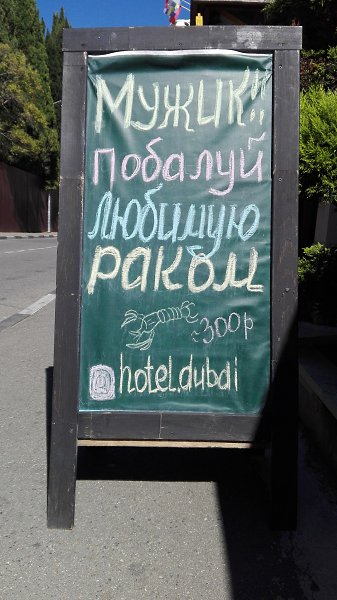 Мужик!!
Побалуй
любимую
раком
-300р
hotel.dubai